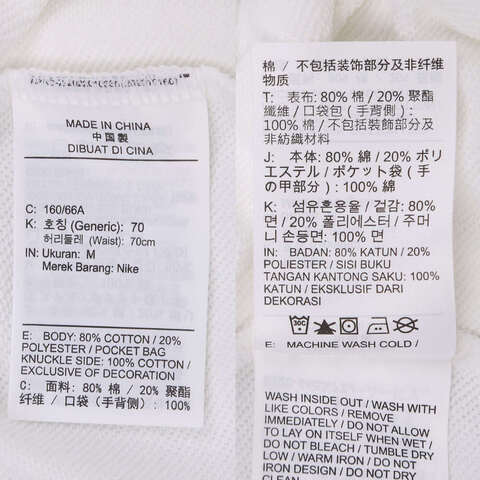 MADE IN CHINA
中国製
DIBUAT DI CINA
C: 160/66A
K: 호칭 (Generic): 70
허리둘레 (Waist): 70cm
IN: Ukuran: M
Merek Barang: Nike
E: BODY: 80% COTTON / 20%
POLYESTER / POCKET BAG
KNUCKLE SIDE: 100% COTTON /
EXCLUSIVE OF DECORATION
C: 面料: 80% 棉 / 20% 聚酯
纤维 / 口袋 (手背侧) : 100%
棉 / 不包括装饰部分及非纤维
物质
T: 表布: 80% 棉 / 20% 聚酯
纖維 / 口袋包 (手背側) :
100% 棉 / 不包括裝飾部分及
非紡織材料
J: 本体: 80% 綿 / 20% ポリ
エステル / ポケット袋 (手
の甲部分) : 100% 綿
K: 섬유혼용율 / 겉감: 80%
면 / 20% 폴리에스터 / 주머
니 손등면: 100% 면
IN: BADAN: 80% KATUN / 20%
POLIESTER / SISI BUKU
TANGAN KANTONG SAKU: 100%
KATUN / EKSKLUSIF DARI
DEKORASI
30C
E: MACHINE WASH COLD /
WASH INSIDE OUT / WASH WITH
LIKE COLORS / REMOVE
IMMEDIATELY / DO NOT ALLOW
TO LAY ON ITSELF WHEN WET /
DO NOT BLEACH / TUMBLE DRY
LOW / WARM IRON / DO NOT
IRON DESIGN / DO NOT DRY
CLEAN